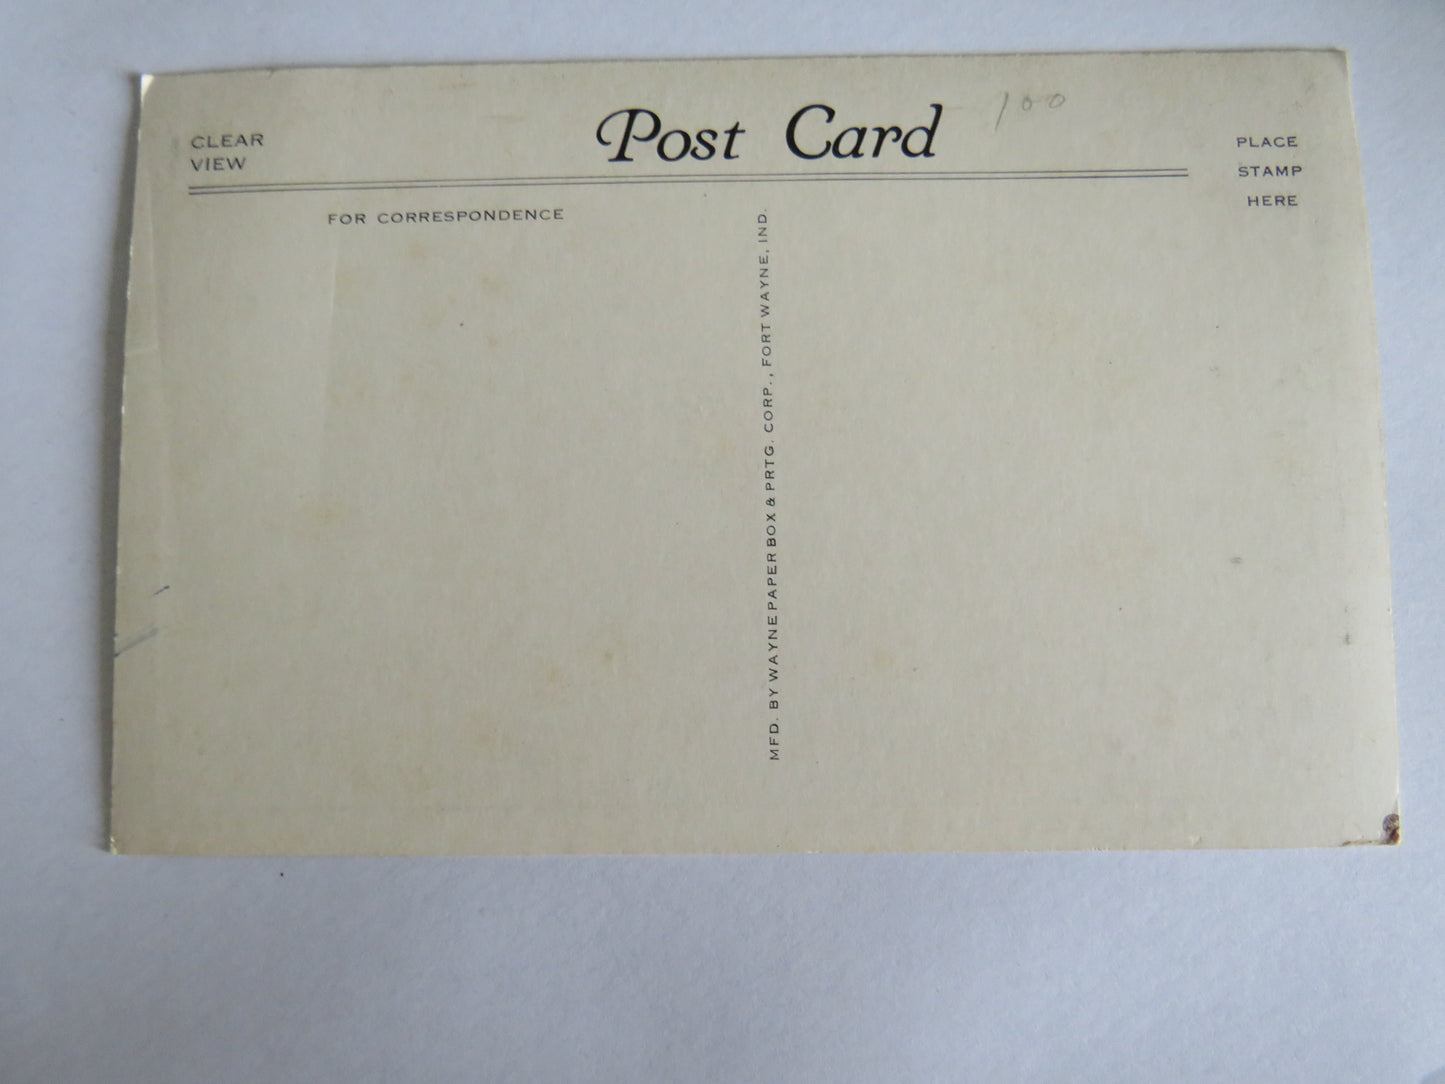 CLEAR
VIEW
Post Card
100
PLACE
STAMP
HERE
FOR CORRESPONDENCE
MFD. BY WAYNE PAPER BOX & PRTG. CORP., FORT WAYNE, IND.